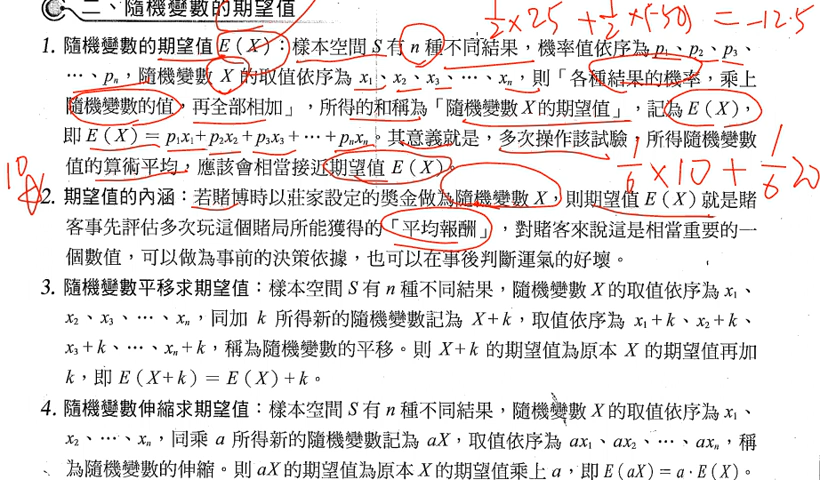 二、隨機變數的期望值
½×25 + ½×(-50) = -12.5
1. 隨機變數的期望值 E(X)：樣本空間 S 有 n 種不同結果，機率值依序為 p₁、p₂、p₃、
…、pₙ，隨機變數 X 的取值依序為 x₁、x₂、x₃、…、xₙ，則「各種結果的機率，乘上
隨機變數的值，再全部相加」，所得的和稱為「隨機變數 X 的期望值」，記為 E(X)，
即 E(X) = p₁x₁+p₂x₂+p₃x₃+…+pₙxₙ。其意義就是，多次操作該試驗，所得隨機變數
值的算術平均，應該會相當接近期望值 E(X)。
1/6 ×10 + 1/6 20
10
2. 期望值的內涵：若賭博時以莊家設定的獎金做為隨機變數 X，則期望值 E(X) 就是賭
客事先評估多次玩這個賭局所能獲得的「平均報酬」，對賭客來說這是相當重要的一
個數值，可以做為事前的決策依據，也可以在事後判斷運氣的好壞。
3. 隨機變數平移求期望值：樣本空間 S 有 n 種不同結果，隨機變數 X 的取值依序為 x₁、
x₂、x₃、…、xₙ，同加 k 所得新的隨機變數記為 X+k，取值依序為 x₁+k、x₂+k、
x₃+k、…、xₙ+k，稱為隨機變數的平移。則 X+k 的期望值為原本 X 的期望值再加
k，即 E(X+k) = E(X)+k。
4. 隨機變數伸縮求期望值：樣本空間 S 有 n 種不同結果，隨機變數 X 的取值依序為 x₁、
x₂、…、xₙ，同乘 a 所得新的隨機變數記為 aX，取值依序為 ax₁、ax₂、…、axₙ，稱
為隨機變數的伸縮。則 aX 的期望值為原本 X 的期望值乘上 a，即 E(aX)=a·E(X)。